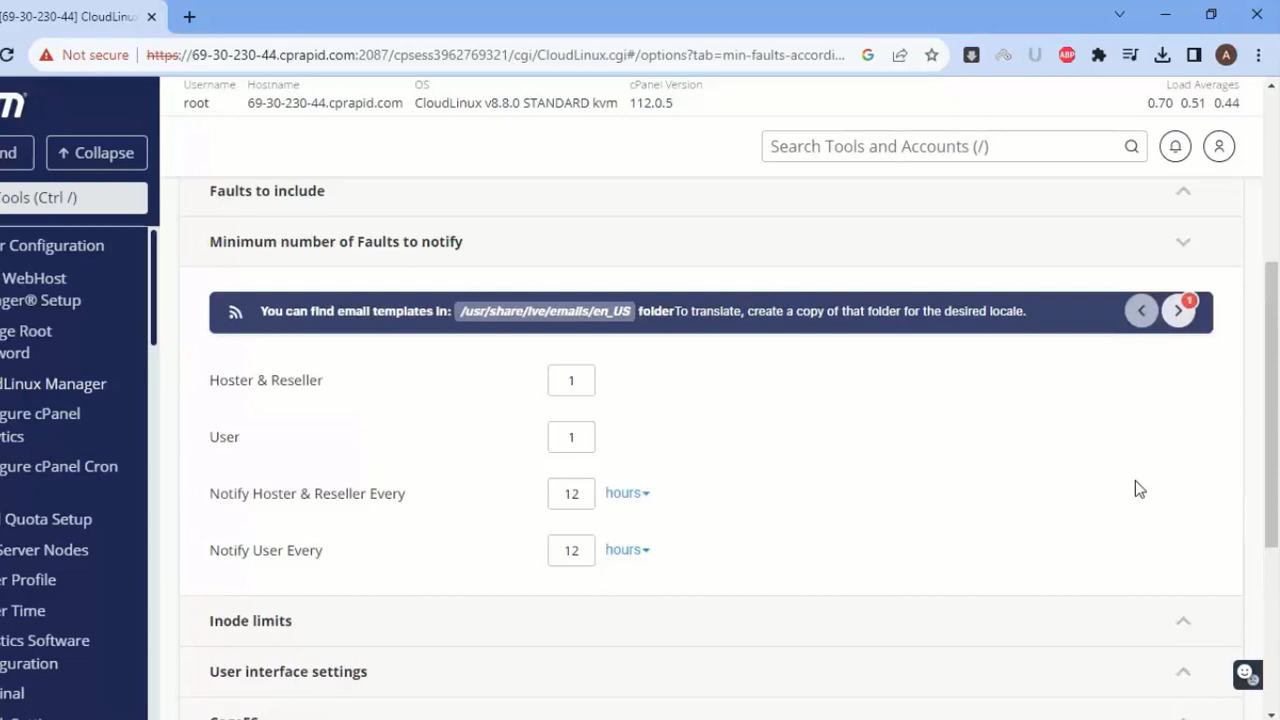 [69-30-230-44] CloudLinu
Not secure
https://69-30-230-44.cprapid.com:2087/cpsess3962769321/cgi/CloudLinux.cgi#/options?tab=min-faults-accordi...
ABP
A
Username Hostname OS cPanel Version Load Averages
root 69-30-230-44.cprapid.com CloudLinux v8.8.0 STANDARD kvm 112.0.5 0.70 0.51 0.44
m
nd
Collapse
Search Tools and Accounts (/)
Tools (Ctrl /)
r Configuration
WebHost
ger® Setup
ge Root
word
dLinux Manager
gure cPanel
tics
gure cPanel Cron
l Quota Setup
Server Nodes
er Profile
er Time
stics Software
guration
inal
Faults to include
Minimum number of Faults to notify
You can find email templates in: /usr/share/lve/emails/en_US folderTo translate, create a copy of that folder for the desired locale.
1
Hoster & Reseller 1
User 1
Notify Hoster & Reseller Every 12 hours
Notify User Every 12 hours
Inode limits
User interface settings